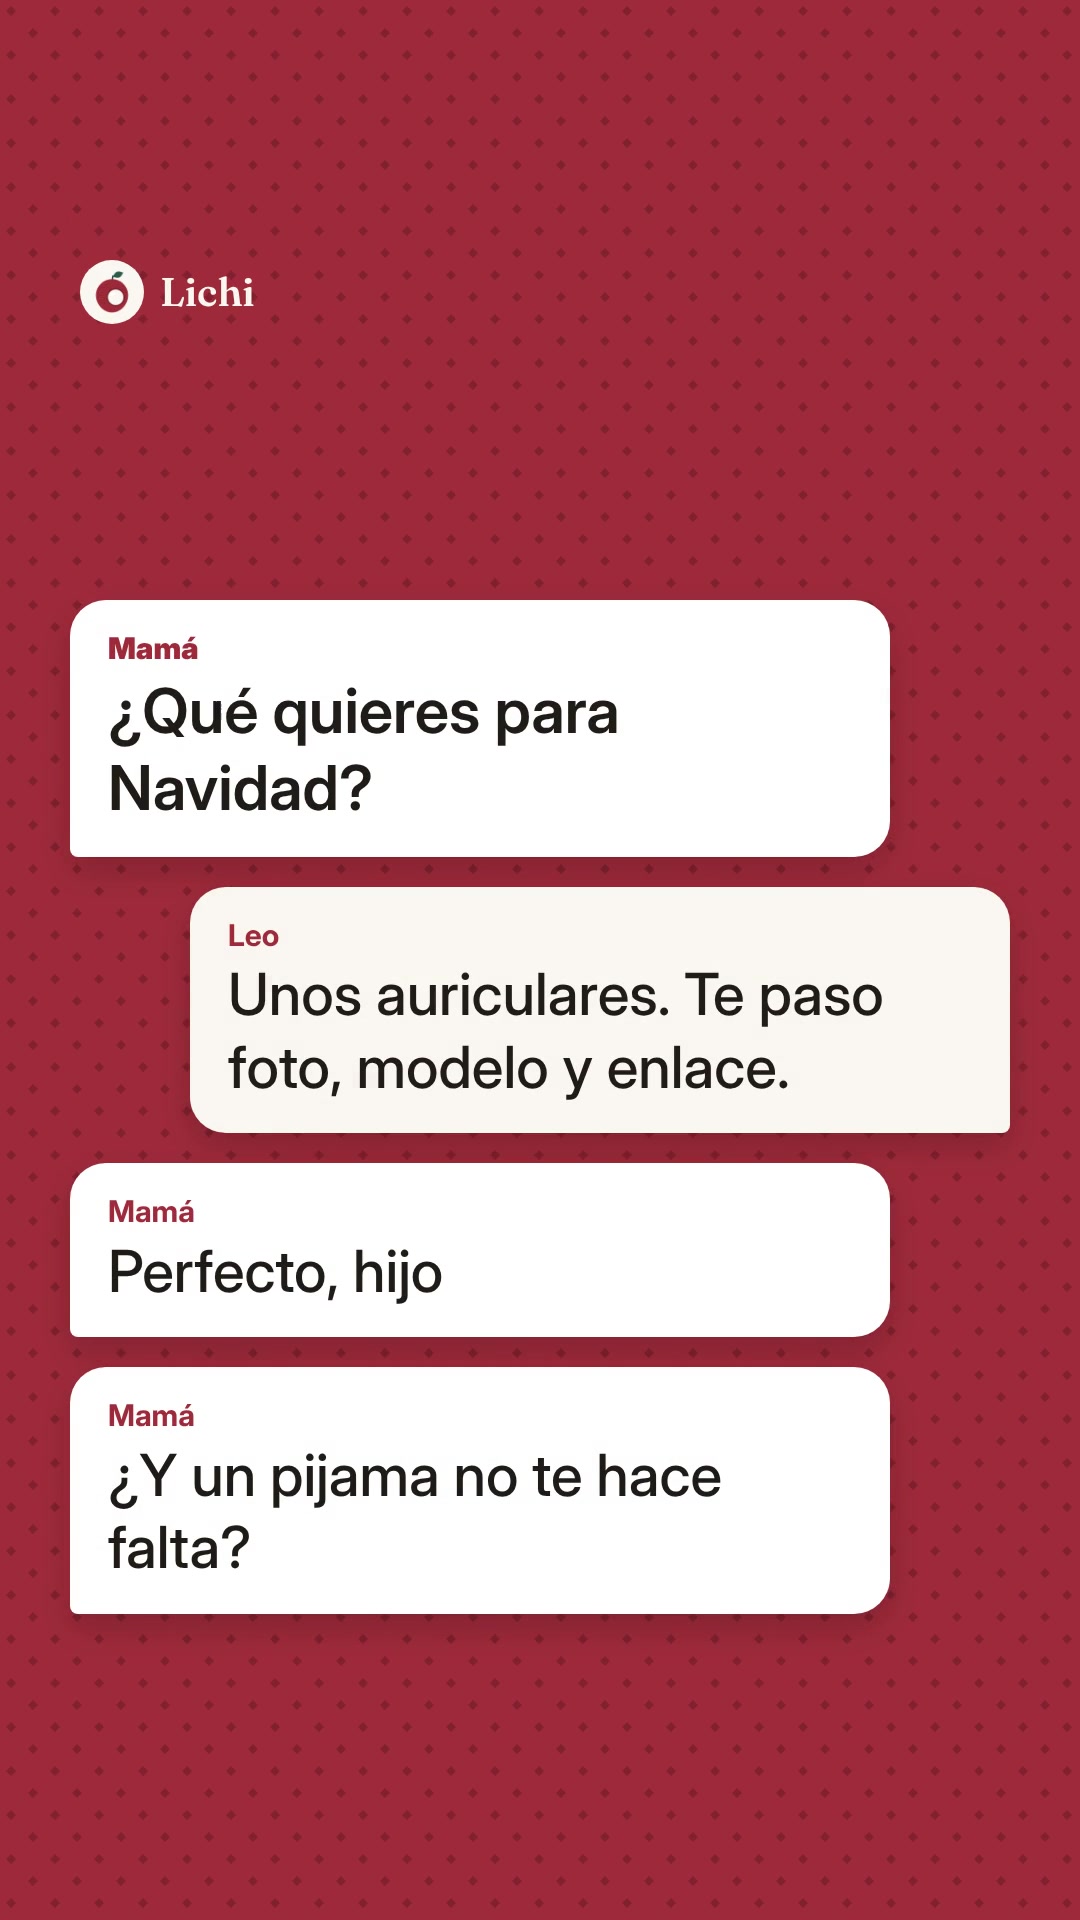 Lichi
Mamá
¿Qué quieres para
Navidad?
Leo
Unos auriculares. Te paso
foto, modelo y enlace.
Mamá
Perfecto, hijo
Mamá
¿Y un pijama no te hace
falta?